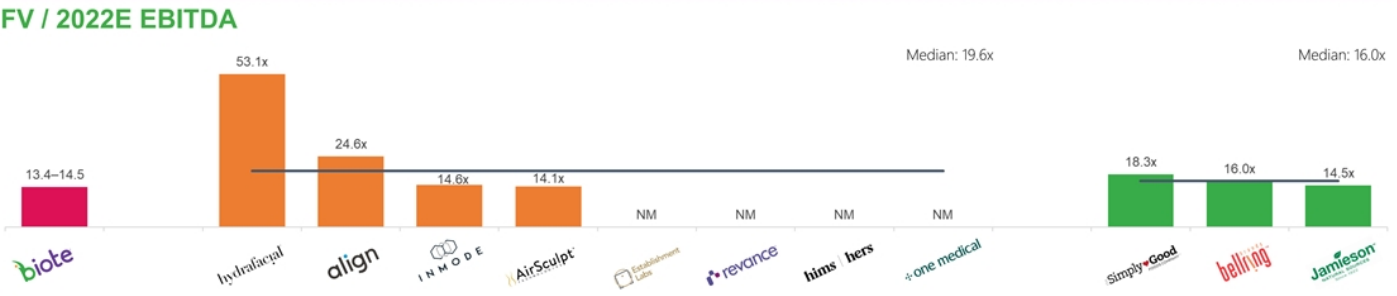 FV / 2022E EBITDA
Median: 19.6x
Median: 16.0x
53.1x
24.6x
18.3x
13.4–14.5
14.6x
14.1x
16.0x
14.5x
NM
NM
NM
NM
biote
hydrafacial
align
INMODE
AirSculpt
Establishment
Labs
revance
hims
hers
one medical
Simply Good
bellring
Jamieson
NATURAL SOURCES